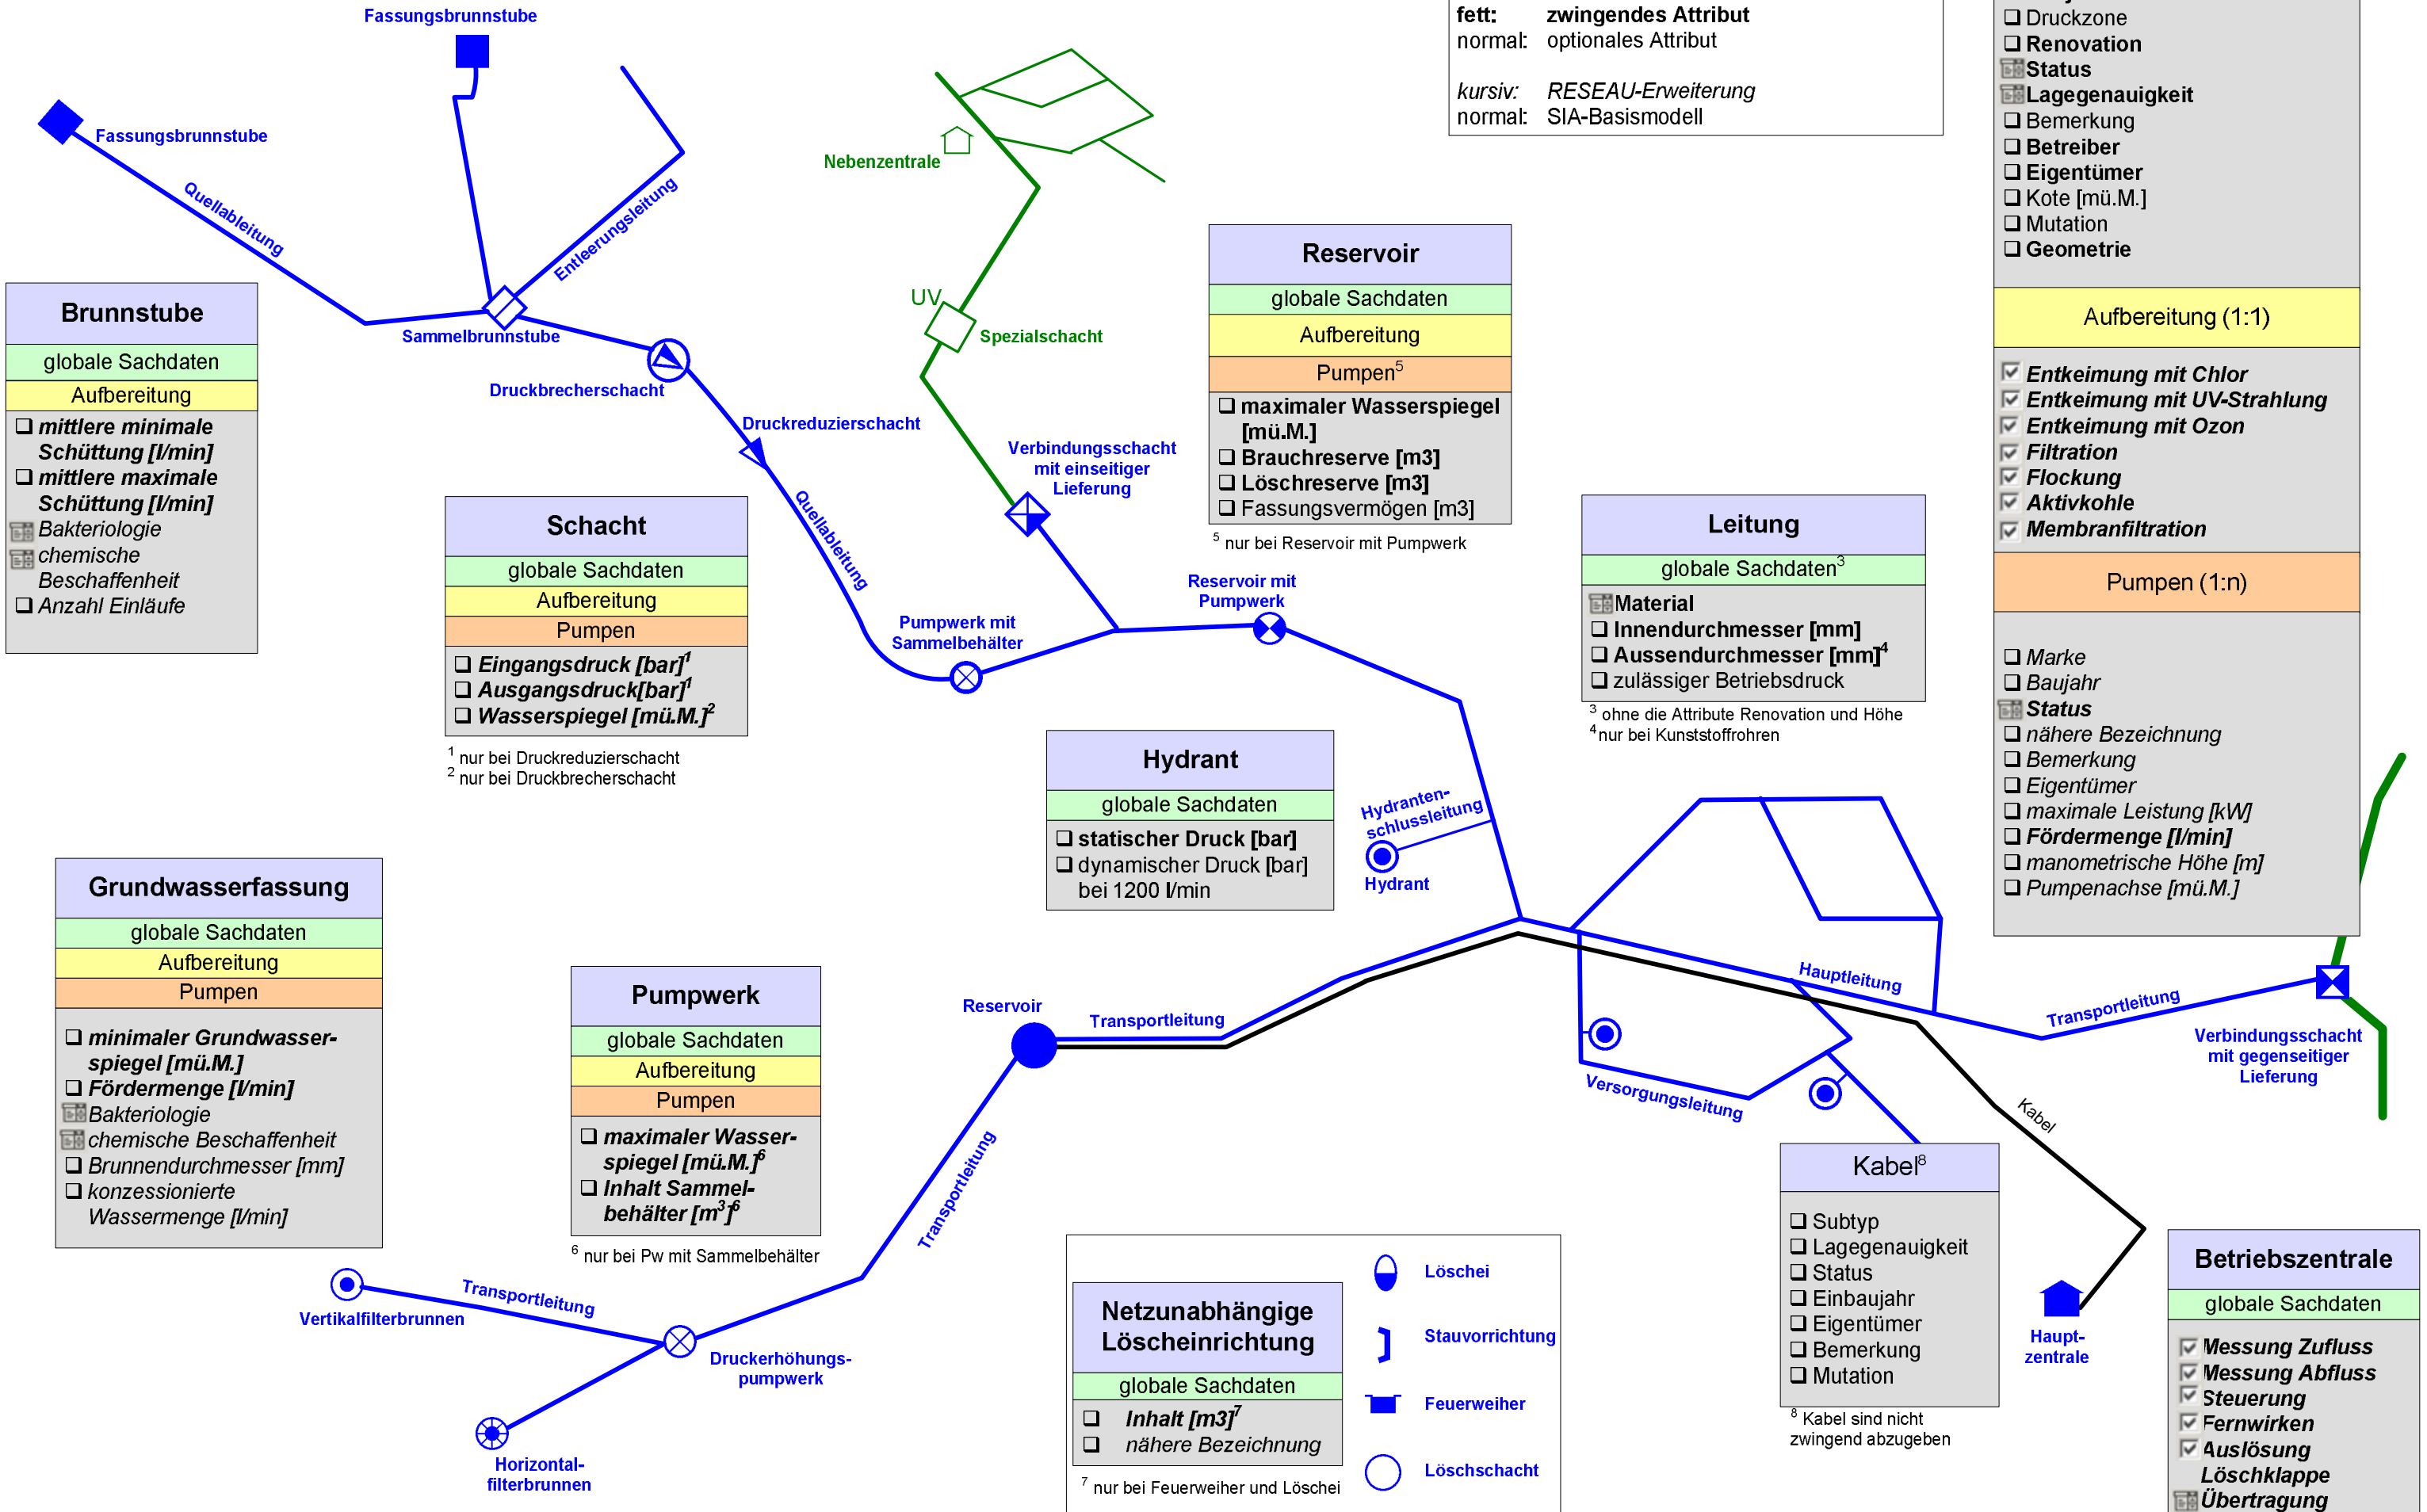 Fassungsbrunnstube
Fassungsbrunnstube
Quellableitung
Entleerungsleitung
Sammelbrunnstube
Druckbrecherschacht
Druckreduzierschacht
Quellableitung
Nebenzentrale
UV
Spezialschacht
Verbindungsschacht
mit einseitiger
Lieferung
Pumpwerk mit
Sammelbehälter
Reservoir mit
Pumpwerk
fett: zwingendes Attribut
normal: optionales Attribut
kursiv: RESEAU-Erweiterung
normal: SIA-Basismodell
Druckzone
Renovation
Status
Lagegenauigkeit
Bemerkung
Betreiber
Eigentümer
Kote [mü.M.]
Mutation
Geometrie
Aufbereitung (1:1)
Entkeimung mit Chlor
Entkeimung mit UV-Strahlung
Entkeimung mit Ozon
Filtration
Flockung
Aktivkohle
Membranfiltration
Pumpen (1:n)
Marke
Baujahr
Status
nähere Bezeichnung
Bemerkung
Eigentümer
maximale Leistung [kW]
Fördermenge [l/min]
manometrische Höhe [m]
Pumpenachse [mü.M.]
Brunnstube
globale Sachdaten
Aufbereitung
mittlere minimale
Schüttung [l/min]
mittlere maximale
Schüttung [l/min]
Bakteriologie
chemische
Beschaffenheit
Anzahl Einläufe
Schacht
globale Sachdaten
Aufbereitung
Pumpen
Eingangsdruck [bar]1
Ausgangsdruck[bar]1
Wasserspiegel [mü.M.]2
1 nur bei Druckreduzierschacht
2 nur bei Druckbrecherschacht
Reservoir
globale Sachdaten
Aufbereitung
Pumpen5
maximaler Wasserspiegel
[mü.M.]
Brauchreserve [m3]
Löschreserve [m3]
Fassungsvermögen [m3]
5 nur bei Reservoir mit Pumpwerk
Leitung
globale Sachdaten3
Material
Innendurchmesser [mm]
Aussendurchmesser [mm]4
zulässiger Betriebsdruck
3 ohne die Attribute Renovation und Höhe
4 nur bei Kunststoffrohren
Hydrant
globale Sachdaten
statischer Druck [bar]
dynamischer Druck [bar]
bei 1200 l/min
Hydranten-
schlussleitung
Hydrant
Grundwasserfassung
globale Sachdaten
Aufbereitung
Pumpen
minimaler Grundwasser-
spiegel [mü.M.]
Fördermenge [l/min]
Bakteriologie
chemische Beschaffenheit
Brunnendurchmesser [mm]
konzessionierte
Wassermenge [l/min]
Pumpwerk
globale Sachdaten
Aufbereitung
Pumpen
maximaler Wasser-
spiegel [mü.M.]6
Inhalt Sammel-
behälter [m3]6
6 nur bei Pw mit Sammelbehälter
Reservoir
Transportleitung
Hauptleitung
Transportleitung
Verbindungsschacht
mit gegenseitiger
Lieferung
Versorgungsleitung
Kabel
Transportleitung
Transportleitung
Vertikalfilterbrunnen
Druckerhöhungs-
pumpwerk
Horizontal-
filterbrunnen
Netzunabhängige
Löscheinrichtung
globale Sachdaten
Inhalt [m3]7
nähere Bezeichnung
7 nur bei Feuerweiher und Löschei
Löschei
Stauvorrichtung
Feuerweiher
Löschschacht
Kabel8
Subtyp
Lagegenauigkeit
Status
Einbaujahr
Eigentümer
Bemerkung
Mutation
8 Kabel sind nicht
zwingend abzugeben
Haupt-
zentrale
Betriebszentrale
globale Sachdaten
Messung Zufluss
Messung Abfluss
Steuerung
Fernwirken
Auslösung
Löschklappe
Übertragung